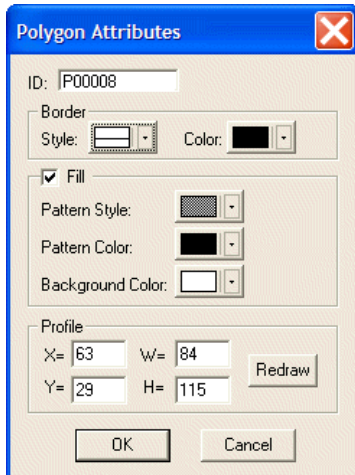 Polygon Attributes
ID: P00008
Border
Style: Color:
Fill
Pattern Style:
Pattern Color:
Background Color:
Profile
X= 63 W= 84
Y= 29 H= 115
Redraw
OK Cancel